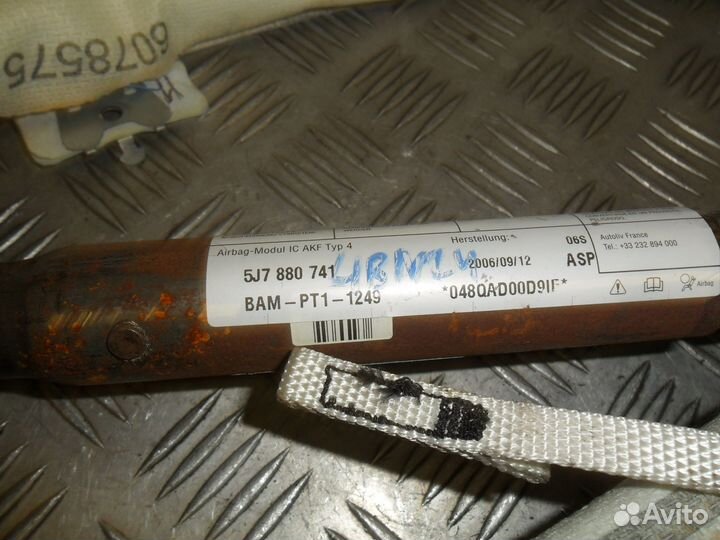 6078575
Airbag-Modul IC AKF Typ 4
Herstellung:
06S
Autoliv France
5J7 880 741
2006/09/12
ASP
Tel.: +33 232 894 000
BAM-PT1-1249
*048QAD00D9IF*
Airbag
Avito